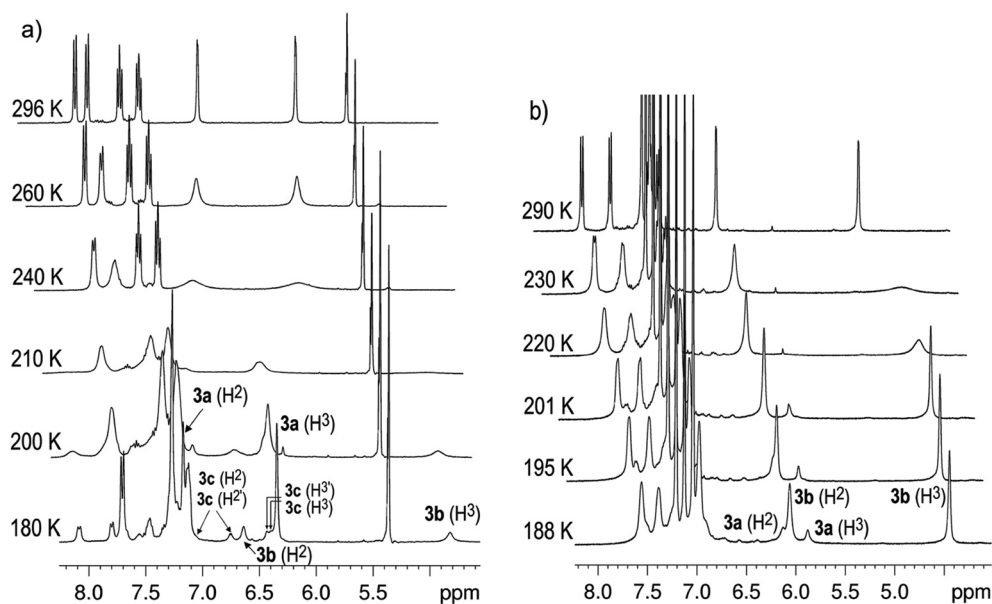 a)
296 K
260 K
240 K
210 K
200 K
180 K
3a (H²)
3a (H³)
3c (H²)
3c (H²')
3c (H³')
3c (H³)
3b (H²)
3b (H³)
8.0 7.5 7.0 6.5 6.0 5.5 ppm
b)
290 K
230 K
220 K
201 K
195 K
188 K
3a (H²)
3b (H²)
3a (H³)
3b (H³)
8.0 7.5 7.0 6.5 6.0 5.5 5.0 ppm